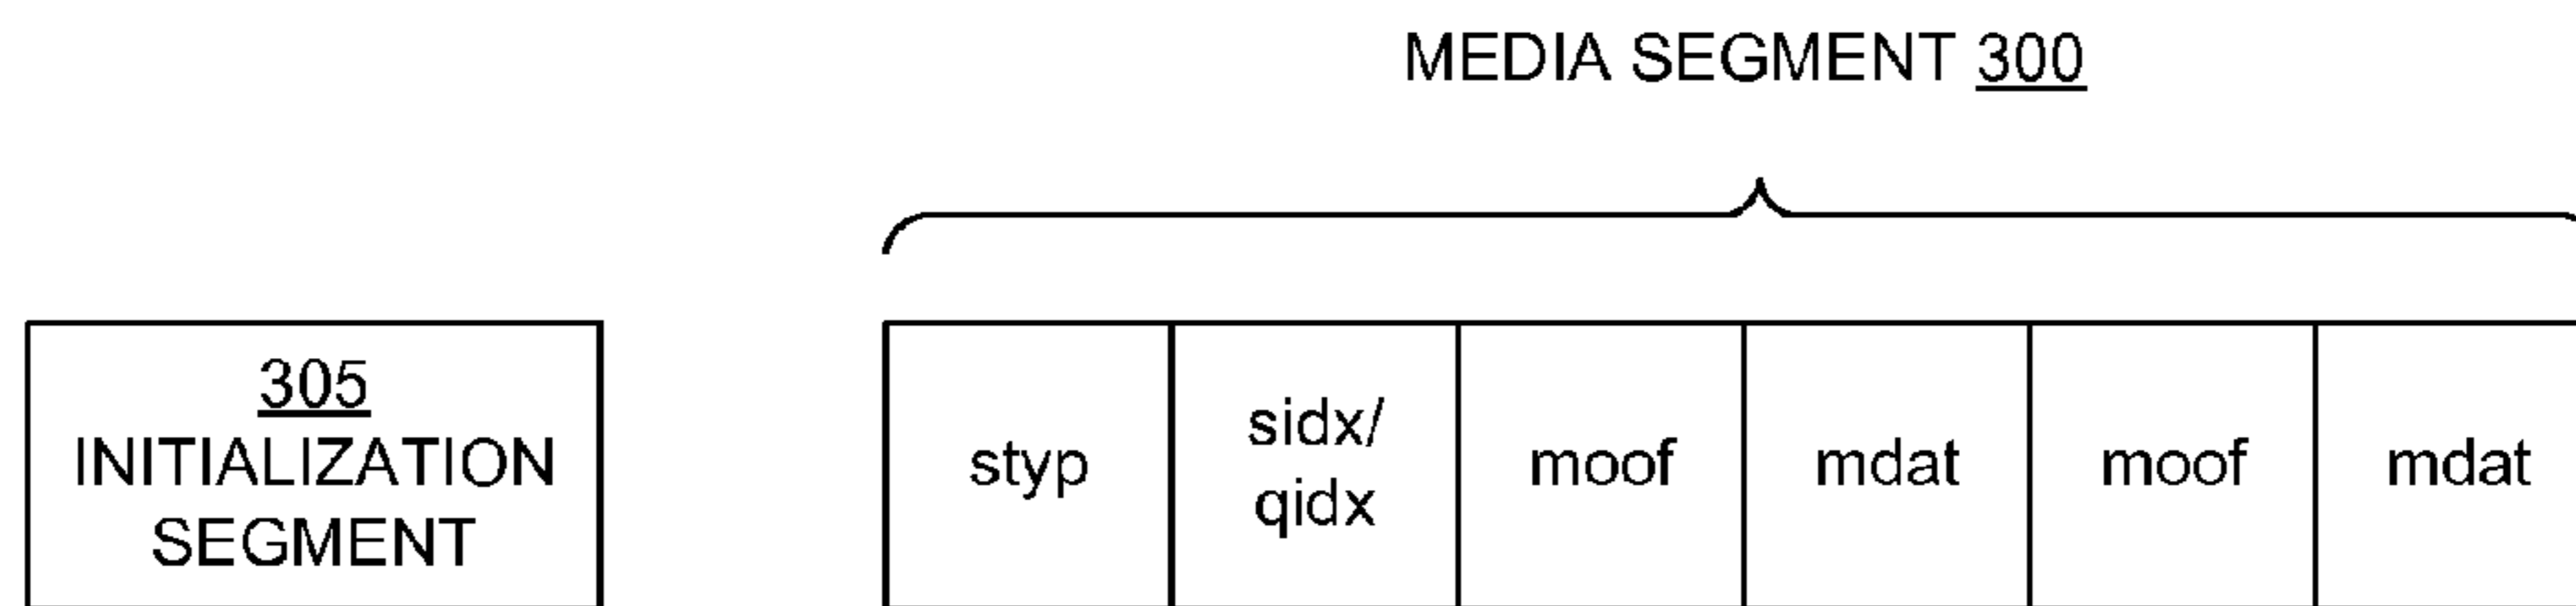 MEDIA SEGMENT 300
305
INITIALIZATION
SEGMENT
styp
sidx/
qidx
moof
mdat
moof
mdat